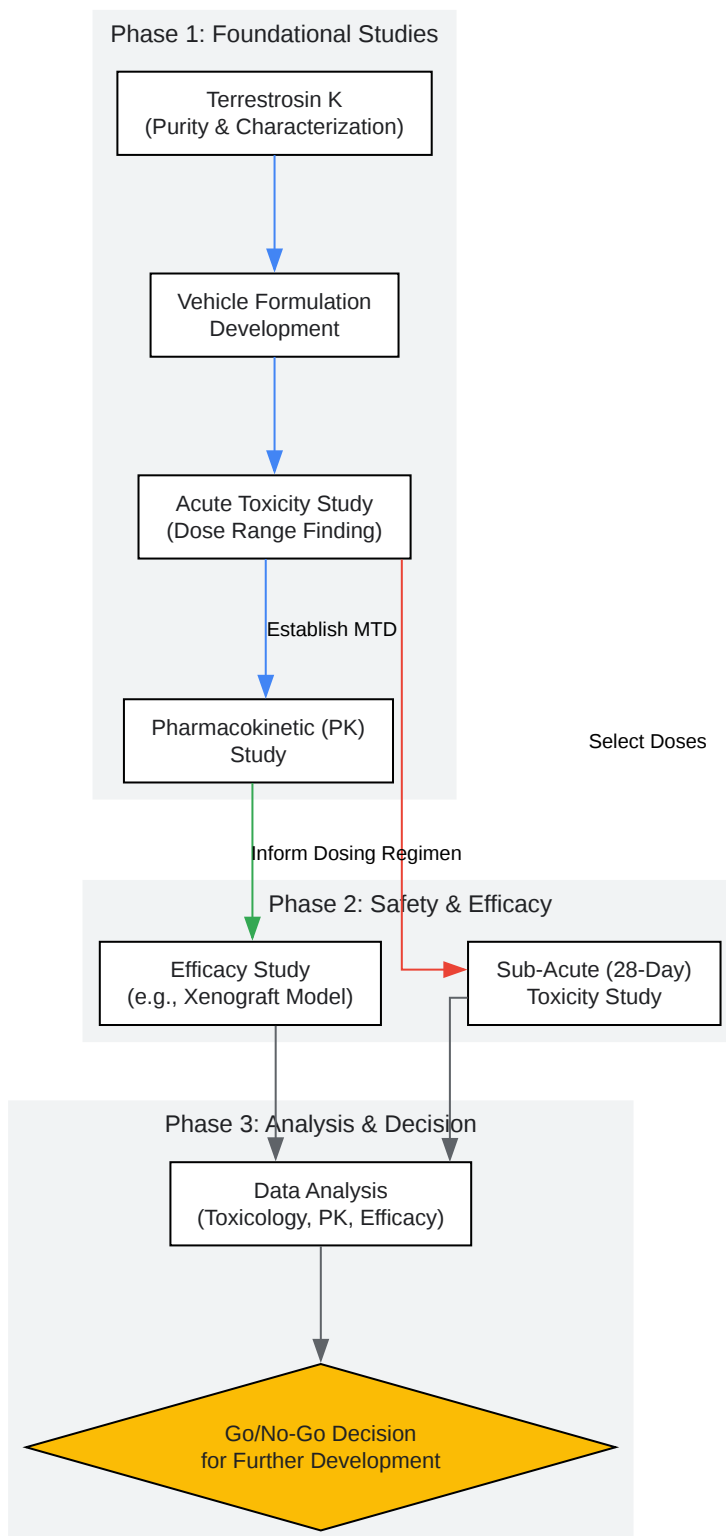 Phase 1: Foundational Studies
Terrestrosin K
(Purity & Characterization)
Vehicle Formulation
Development
Acute Toxicity Study
(Dose Range Finding)
Establish MTD
Pharmacokinetic (PK)
Study
Select Doses
Inform Dosing Regimen
Phase 2: Safety & Efficacy
Efficacy Study
(e.g., Xenograft Model)
Sub-Acute (28-Day)
Toxicity Study
Phase 3: Analysis & Decision
Data Analysis
(Toxicology, PK, Efficacy)
Go/No-Go Decision
for Further Development